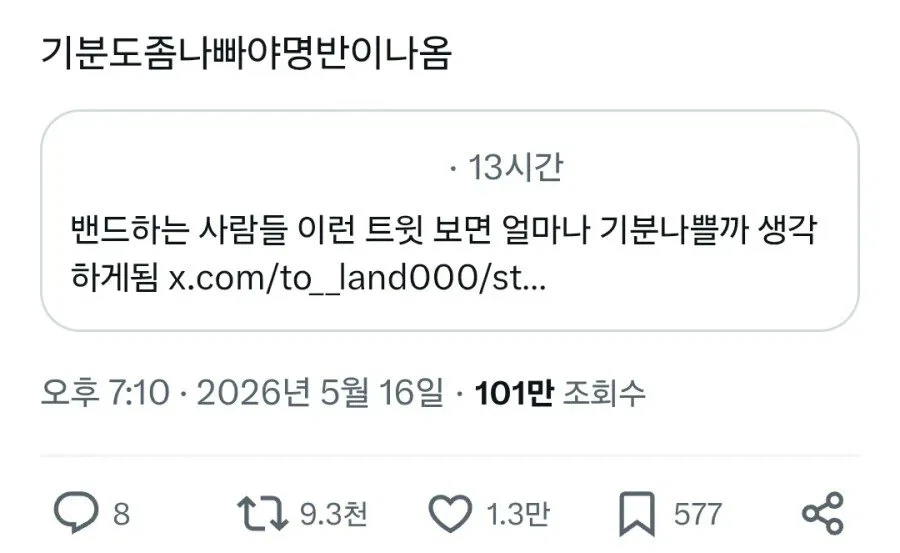 기분도좀나빠야명반이나옴
· 13시간
밴드하는 사람들 이런 트윗 보면 얼마나 기분나쁠까 생각
하게됨 x.com/to__land000/st...
오후 7:10 · 2026년 5월 16일 · 101만 조회수
8 9.3천 1.3만 577